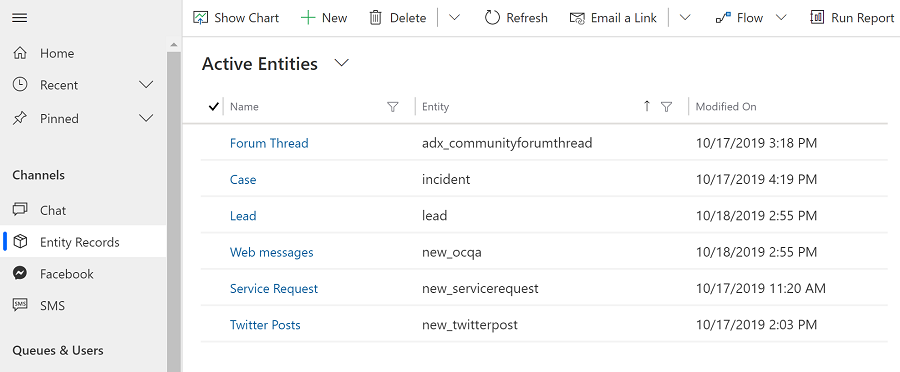 Show Chart New Delete Refresh Email a Link Flow Run Report
Home
Recent
Pinned
Channels
Chat
Entity Records
Facebook
SMS SMS
Queues & Users
Active Entities
Name Entity Modified On
Forum Thread adx_communityforumthread 10/17/2019 3:18 PM
Case incident 10/17/2019 4:19 PM
Lead lead 10/18/2019 2:55 PM
Web messages new_ocqa 10/18/2019 2:55 PM
Service Request new_servicerequest 10/17/2019 11:20 AM
Twitter Posts new_twitterpost 10/17/2019 2:03 PM